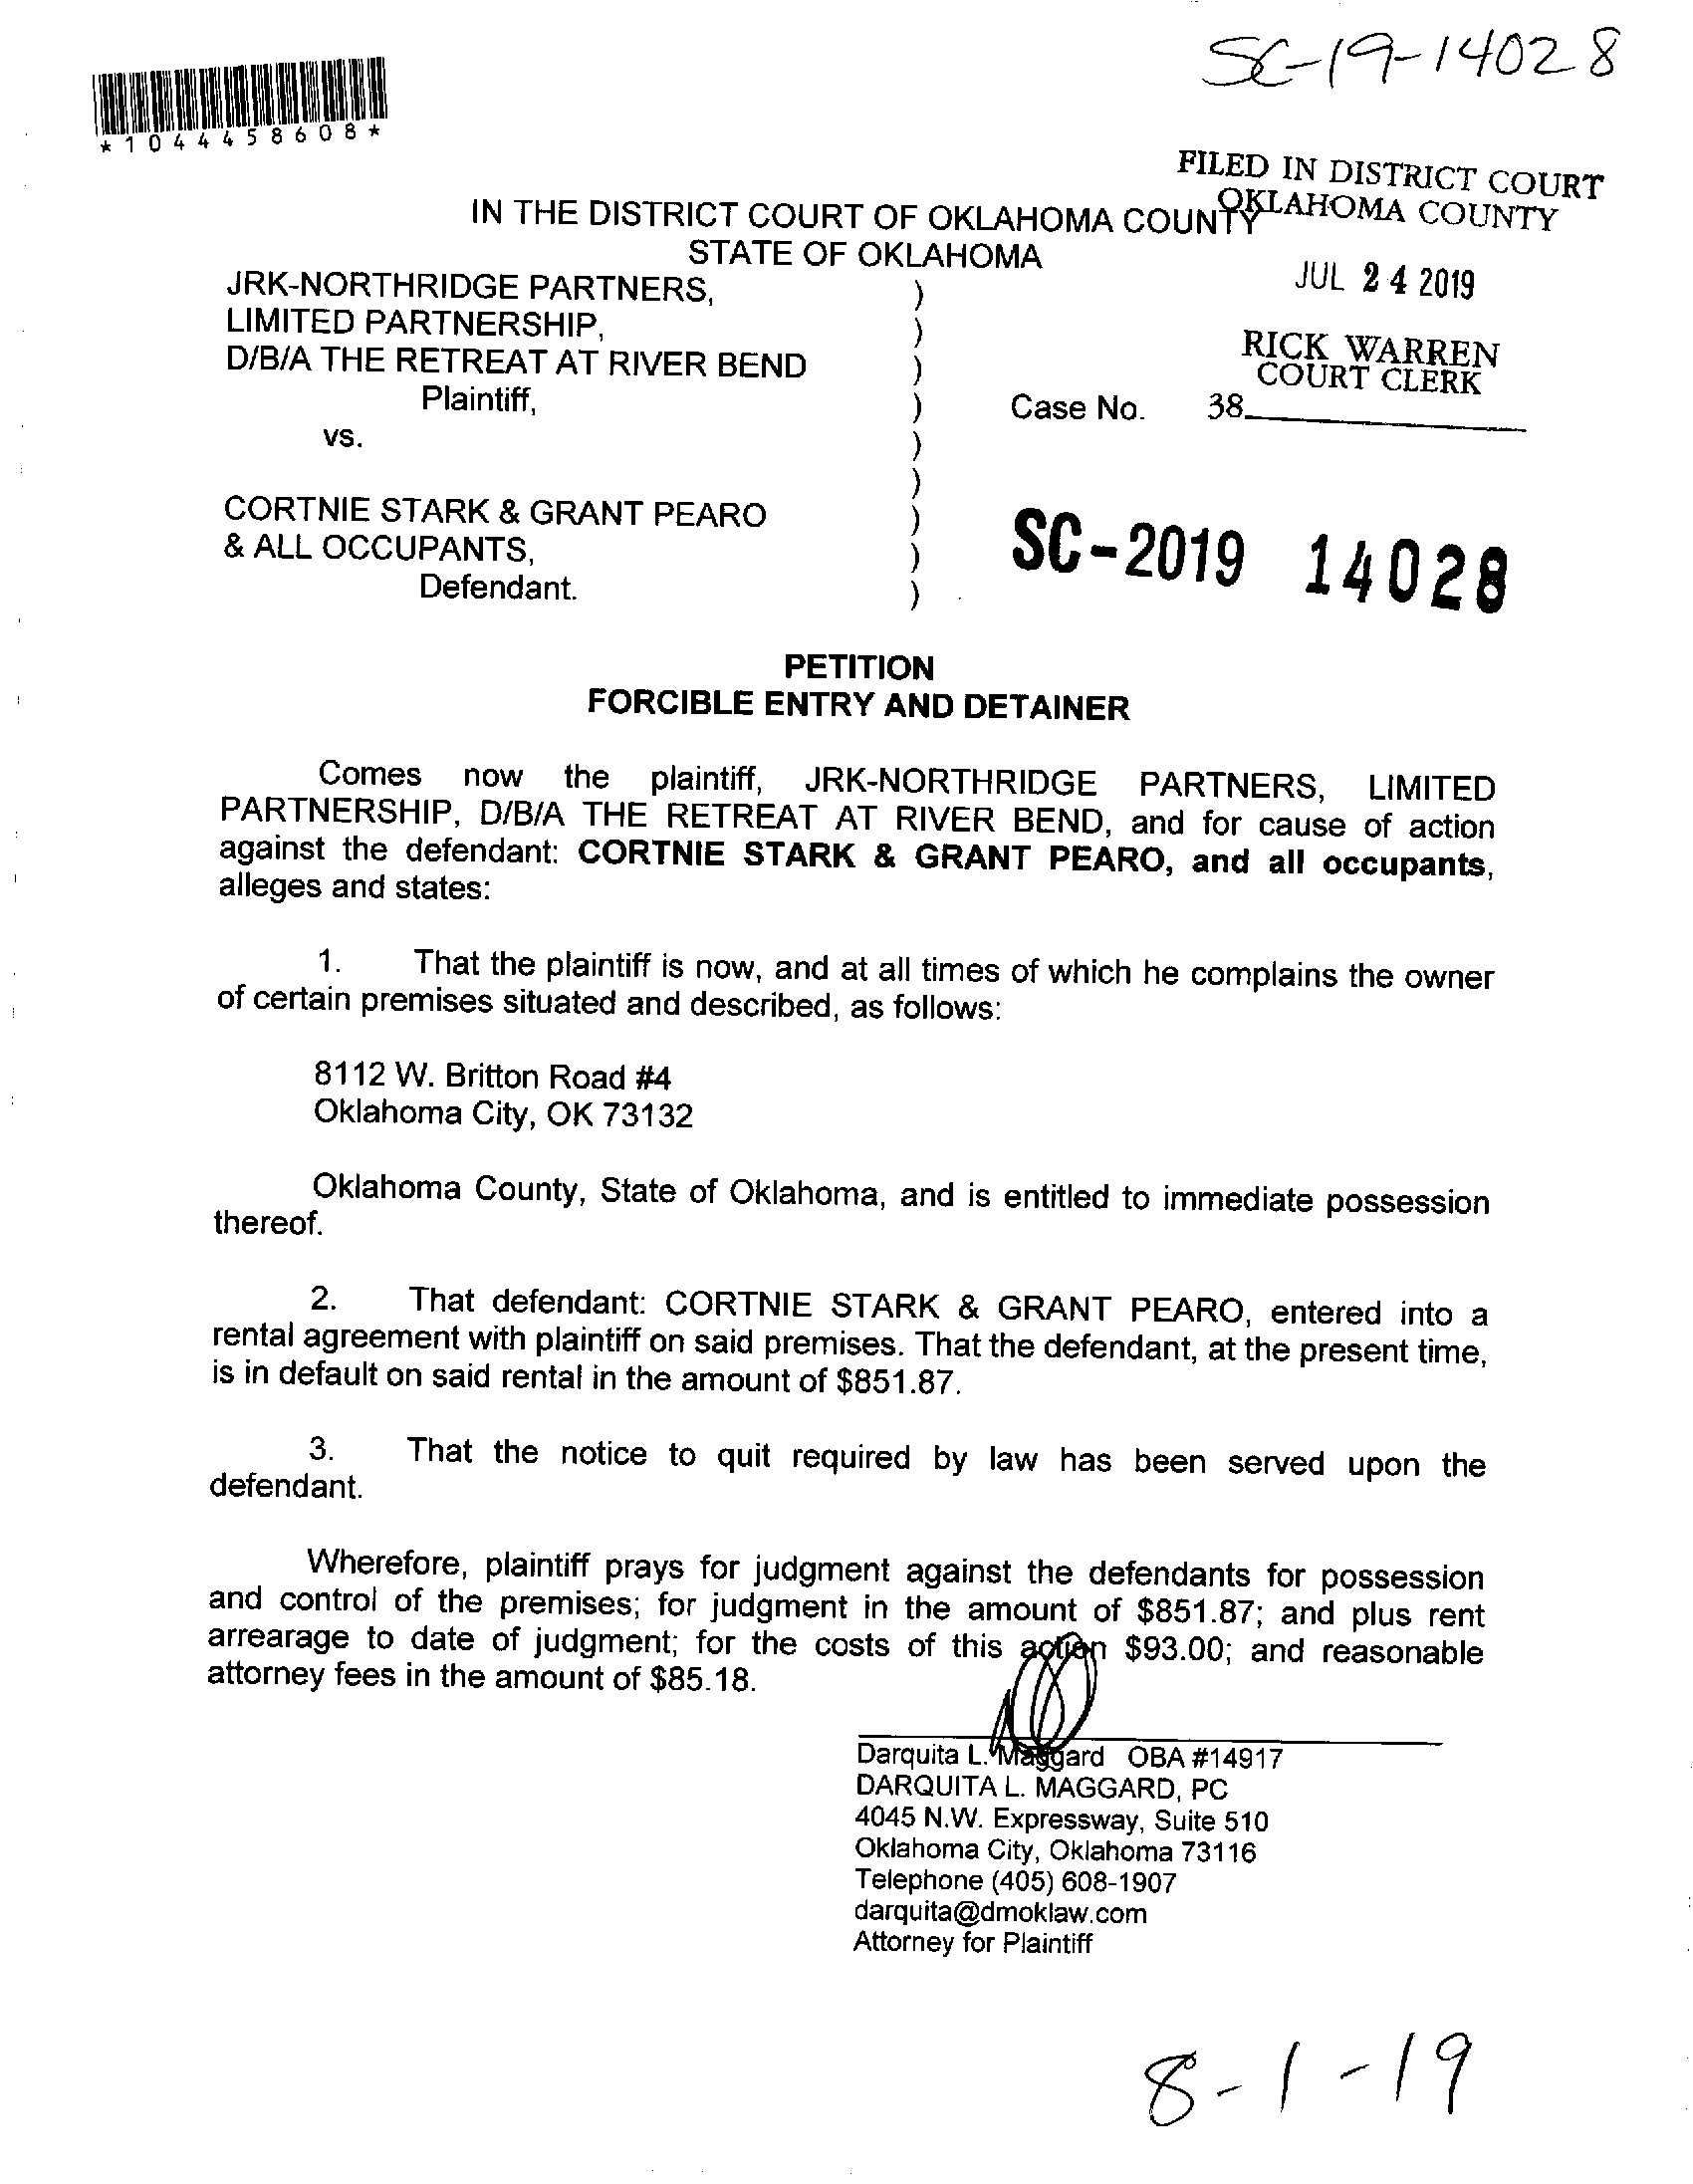 SC-19-14028
*1044458608*
FILED IN DISTRICT COURT
OKLAHOMA COUNTY
IN THE DISTRICT COURT OF OKLAHOMA COUNTY
STATE OF OKLAHOMA
JUL 24 2019
RICK WARREN
COURT CLERK
38
JRK-NORTHRIDGE PARTNERS, )
LIMITED PARTNERSHIP, )
D/B/A THE RETREAT AT RIVER BEND )
Plaintiff, ) Case No.
vs. )
)
CORTNIE STARK & GRANT PEARO )
& ALL OCCUPANTS, )
Defendant. )
SC-2019 14028
PETITION
FORCIBLE ENTRY AND DETAINER
Comes now the plaintiff, JRK-NORTHRIDGE PARTNERS, LIMITED
PARTNERSHIP, D/B/A THE RETREAT AT RIVER BEND, and for cause of action
against the defendant: CORTNIE STARK & GRANT PEARO, and all occupants,
alleges and states:
1. That the plaintiff is now, and at all times of which he complains the owner
of certain premises situated and described, as follows:
8112 W. Britton Road #4
Oklahoma City, OK 73132
Oklahoma County, State of Oklahoma, and is entitled to immediate possession
thereof.
2. That defendant: CORTNIE STARK & GRANT PEARO, entered into a
rental agreement with plaintiff on said premises. That the defendant, at the present time,
is in default on said rental in the amount of $851.87.
3. That the notice to quit required by law has been served upon the
defendant.
Wherefore, plaintiff prays for judgment against the defendants for possession
and control of the premises; for judgment in the amount of $851.87; and plus rent
arrearage to date of judgment; for the costs of this action $93.00; and reasonable
attorney fees in the amount of $85.18.
Darquita L. Maggard OBA #14917
DARQUITA L. MAGGARD, PC
4045 N.W. Expressway, Suite 510
Oklahoma City, Oklahoma 73116
Telephone (405) 608-1907
darquita@dmoklaw.com
Attorney for Plaintiff
8-1-19